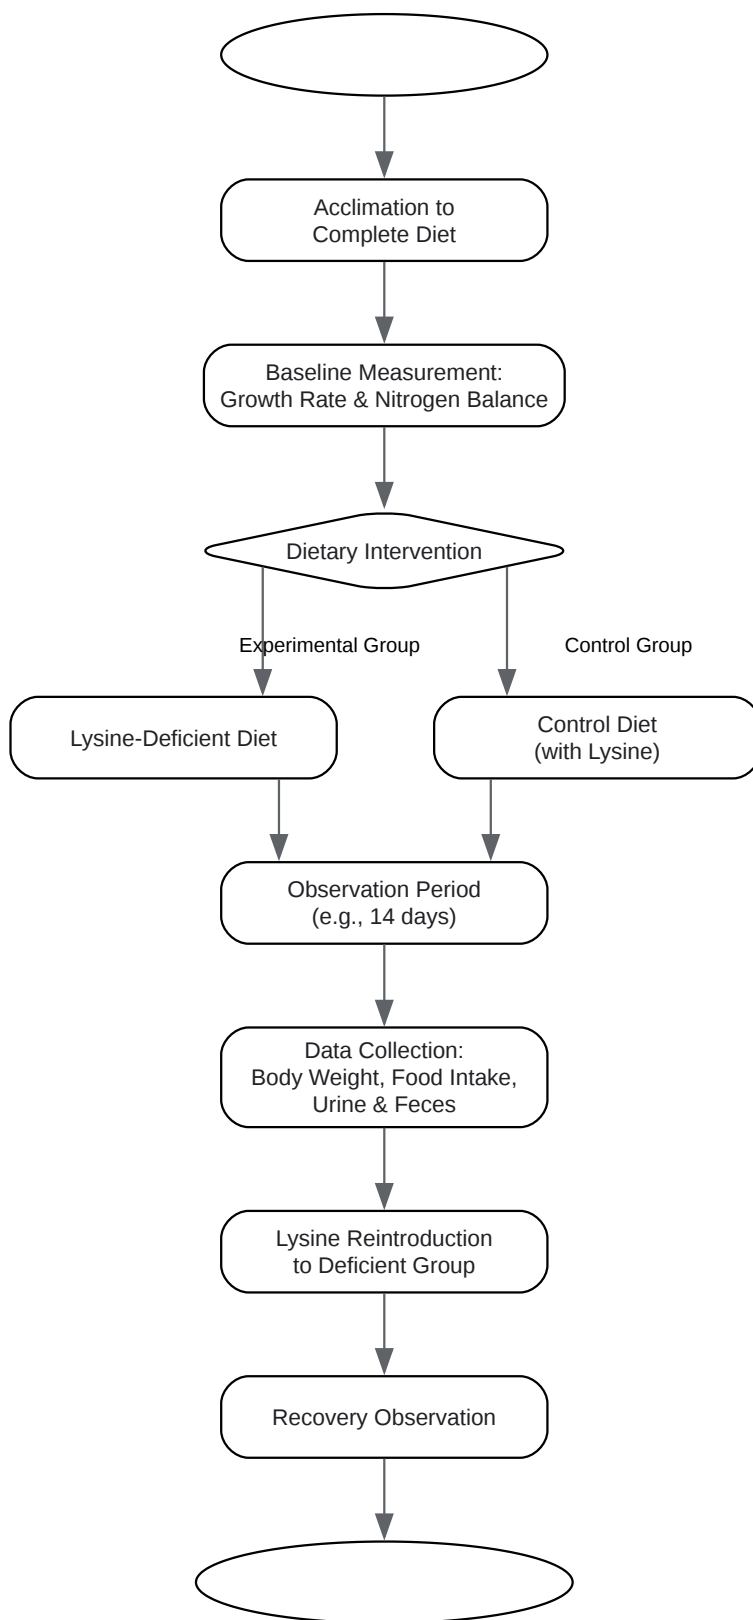 Acclimation to
Complete Diet
Baseline Measurement:
Growth Rate & Nitrogen Balance
Dietary Intervention
Experimental Group
Control Group
Lysine-Deficient Diet
Control Diet
(with Lysine)
Observation Period
(e.g., 14 days)
Data Collection:
Body Weight, Food Intake,
Urine & Feces
Lysine Reintroduction
to Deficient Group
Recovery Observation